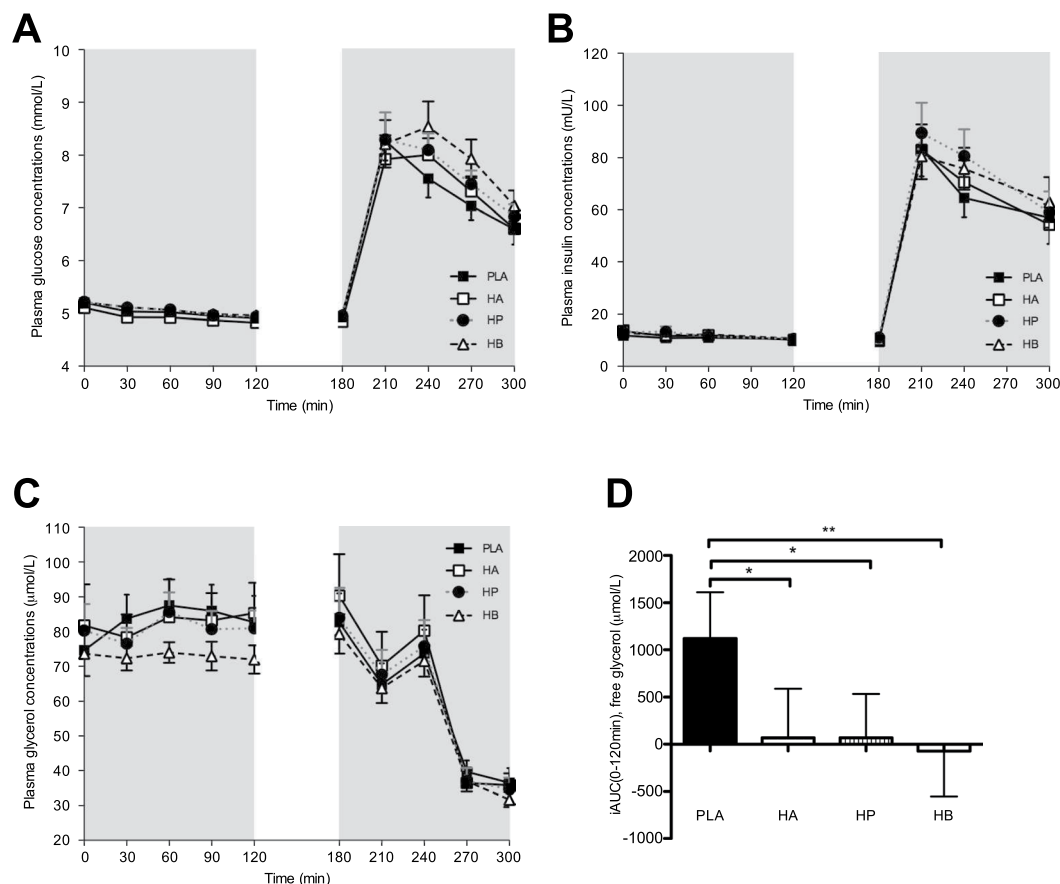 A
Plasma glucose concentrations (mmol/L)
10
9
8
7
6
5
4
0 30 60 90 120 180 210 240 270 300
Time (min)
PLA
HA
HP
HB
B
Plasma insulin concentrations (mU/L)
120
100
80
60
40
20
0
0 30 60 90 120 180 210 240 270 300
Time (min)
PLA
HA
HP
HB
C
Plasma glycerol concentrations (μmol/L)
110
100
90
80
70
60
50
40
30
20
0 30 60 90 120 180 210 240 270 300
Time (min)
PLA
HA
HP
HB
D
iAUC(0-120min), free glycerol (μmol/L)
2000
1500
1000
500
0
-500
-1000
**
*
*
PLA HA HP HB